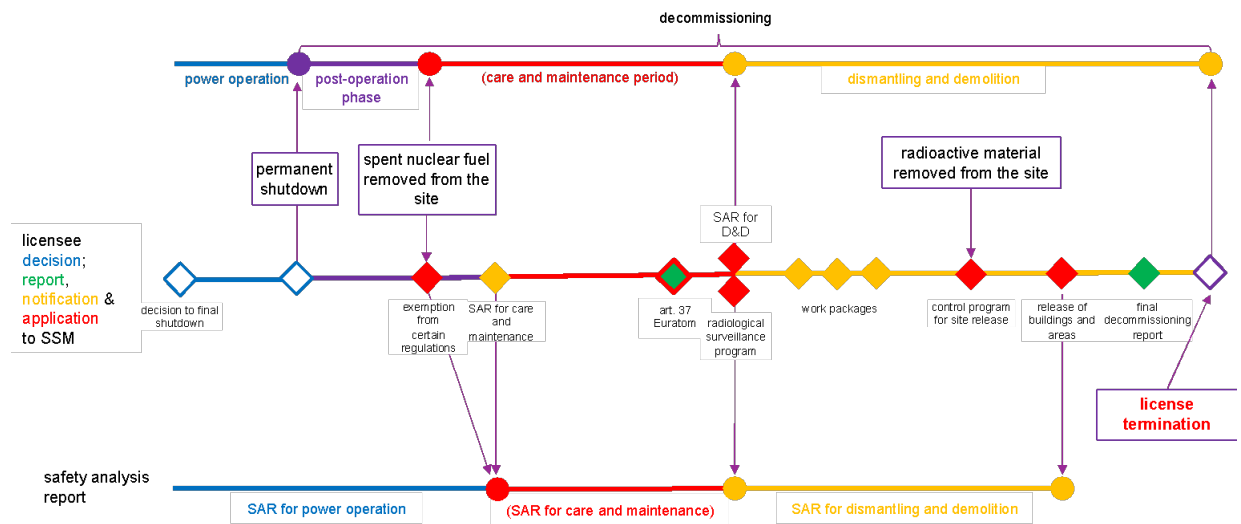 decommissioning
power operation
post-operation
phase
(care and maintenance period)
dismantling and demolition
permanent
shutdown
spent nuclear fuel
removed from the
site
radioactive material
removed from the site
SAR for
D&D
licensee
decision;
report,
notification &
application
to SSM
decision to final
shutdown
exemption
from
certain
regulations
SAR for care
and
maintenance
art. 37
Euratom
radiological
surveillance
program
work packages
control program
for site release
release of
buildings and
areas
final
decommissioning
report
license
termination
safety analysis
report
SAR for power operation
(SAR for care and maintenance)
SAR for dismantling and demolition